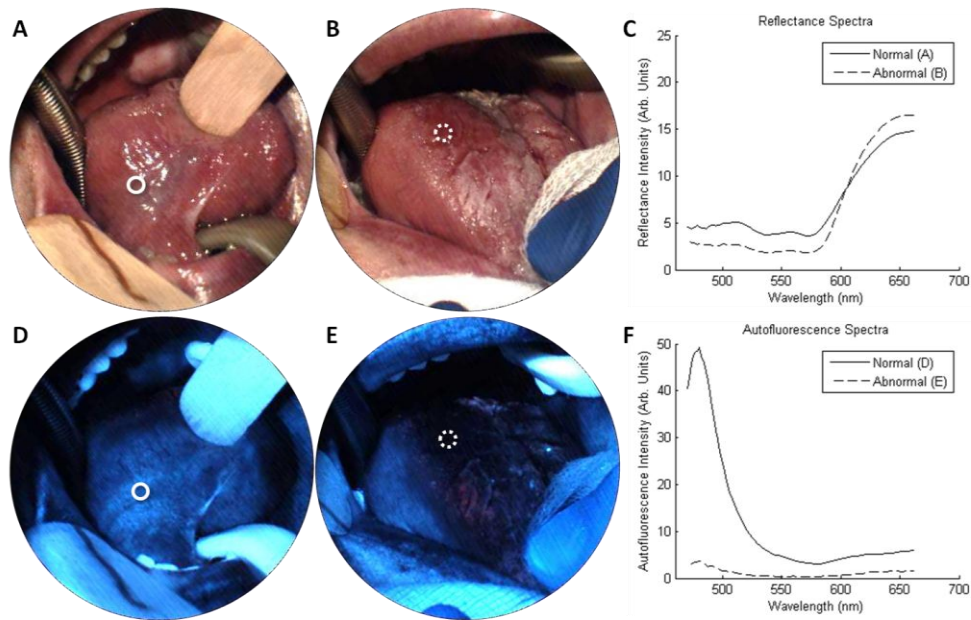 A
B
C
Reflectance Spectra
Normal (A)
Abnormal (B)
Reflectance Intensity (Arb. Units)
25
20
15
10
5
0
500
550
600
650
700
Wavelength (nm)
D
E
F
Autofluorescence Spectra
Normal (D)
Abnormal (E)
Autofluorescence Intensity (Arb. Units)
50
40
30
20
10
0
500
550
600
650
700
Wavelength (nm)